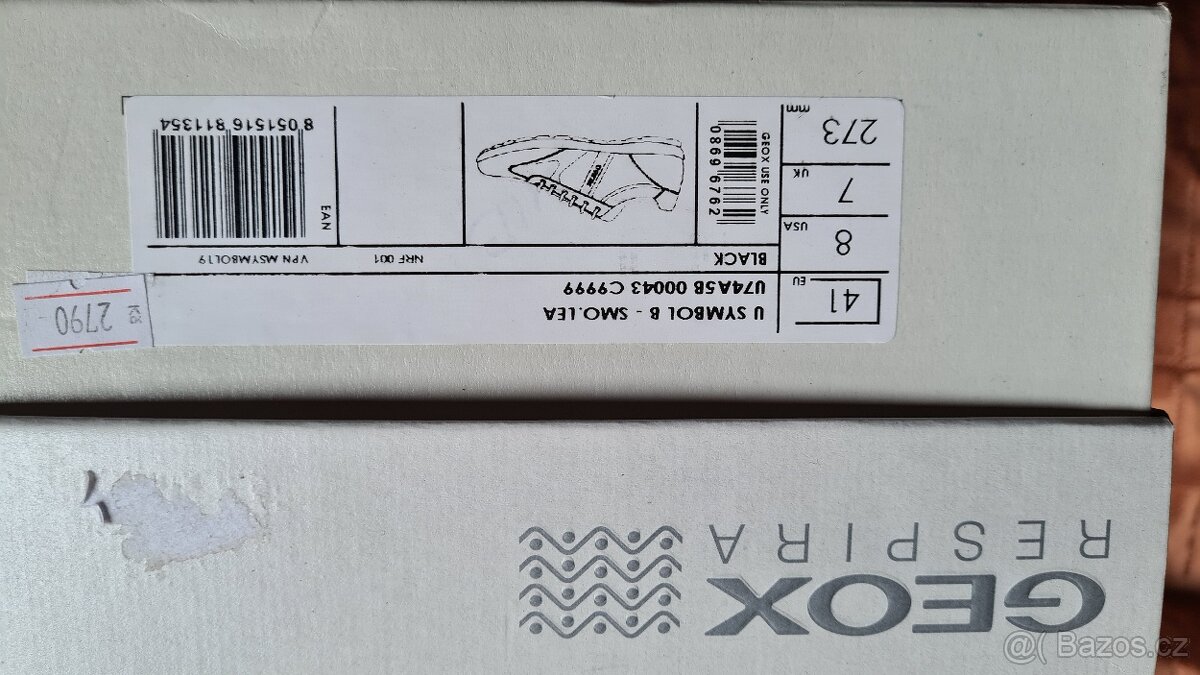 GEOX
RESPIRA
41 EU
8 USA
7 UK
273 mm
U SYMBOL B - SMO.LEA
U74A5B 00043 C9999
BLACK
NRF 001
VPN MSYMBOL19
GEOX USE ONLY
0869 6762
EAN
8 051516 811354
2790 -
Kč
@( Bazos.cz